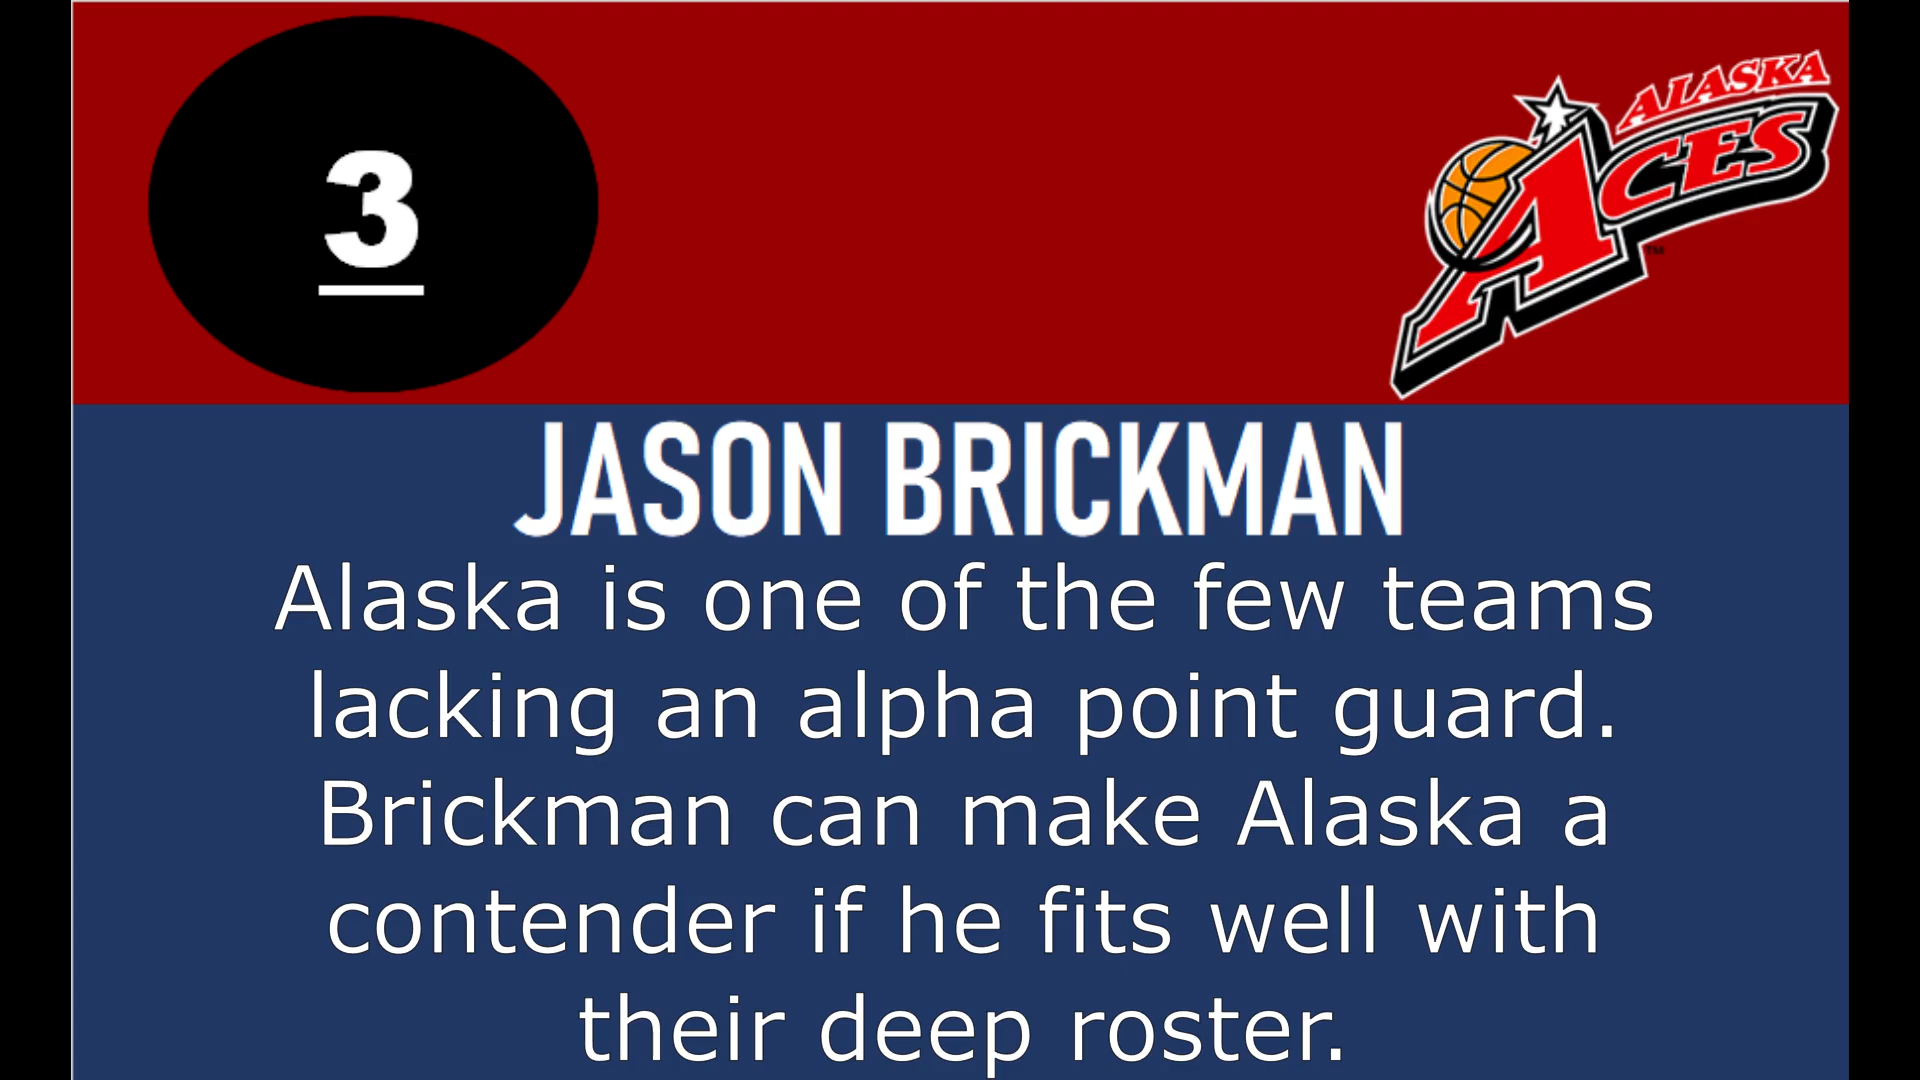 3
ALASKA
ACES
TM
JASON BRICKMAN
Alaska is one of the few teams
lacking an alpha point guard.
Brickman can make Alaska a
contender if he fits well with
their deep roster.